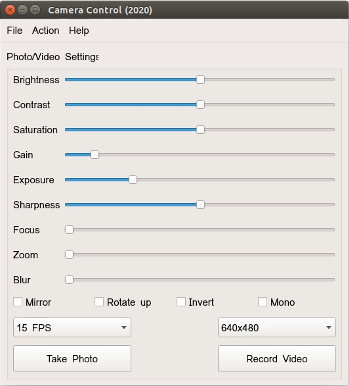 Camera Control (2020)
File Action Help
Photo/Video Settings
Brightness
Contrast
Saturation
Gain
Exposure
Sharpness
Focus
Zoom
Blur
Mirror Rotate up Invert Mono
15 FPS 640x480
Take Photo Record Video